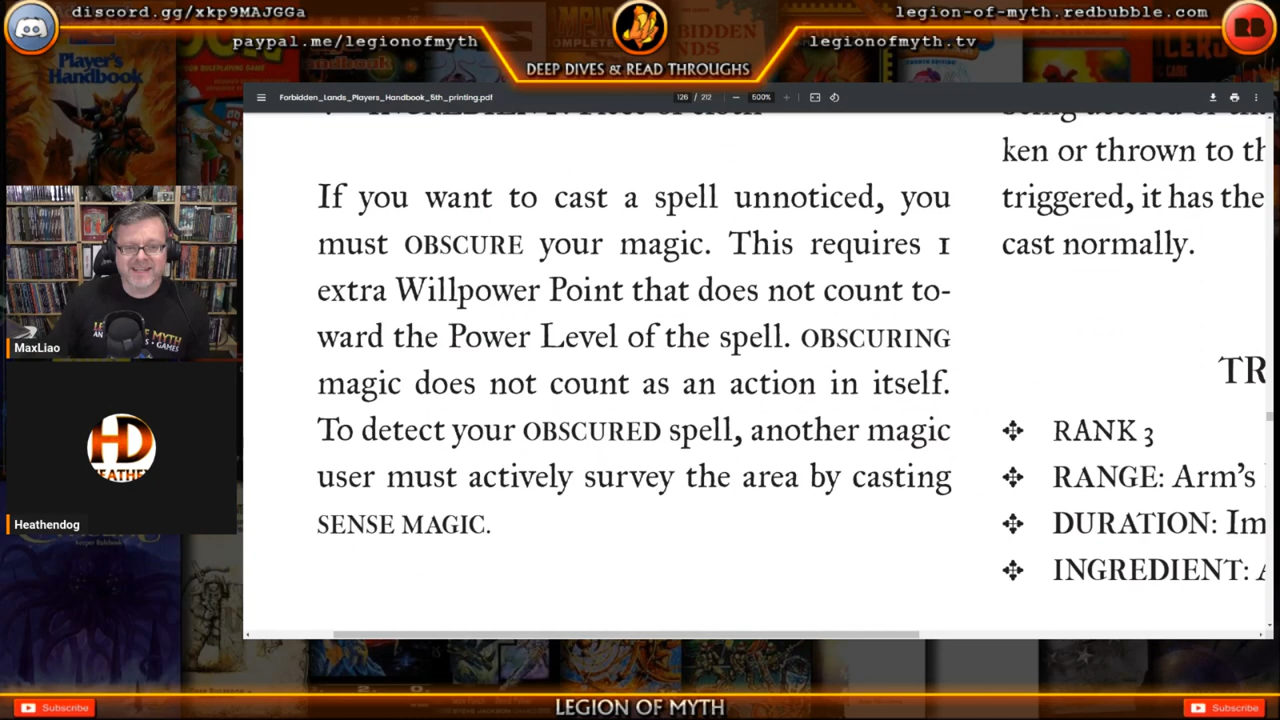 discord.gg/xkp9MAJGGa
paypal.me/legionofmyth
legion-of-myth.redbubble.com
legionofmyth.tv
DEEP DIVES & READ THROUGHS
Player's
Handbook
Forbidden_Lands_Players_Handbook_5th_printing.pdf
126 / 212
500%
If you want to cast a spell unnoticed, you
must OBSCURE your magic. This requires 1
extra Willpower Point that does not count to-
ward the Power Level of the spell. OBSCURING
magic does not count as an action in itself.
To detect your OBSCURED spell, another magic
user must actively survey the area by casting
SENSE MAGIC.
ken or thrown to th
triggered, it has the
cast normally.
TR
RANK 3
RANGE: Arm's
DURATION: Im
INGREDIENT:
MaxLiao
HD
Heathendog
Subscribe
LEGION OF MYTH
Subscribe